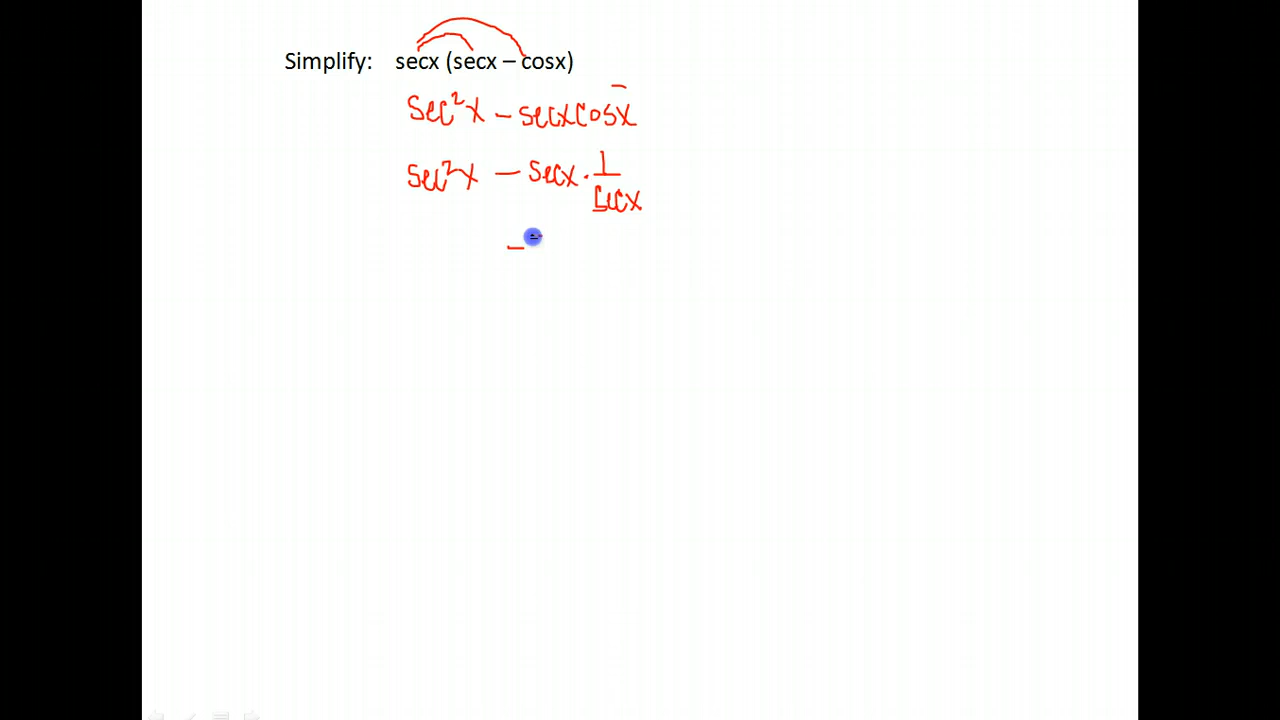 Simplify: secx (secx – cosx)
sec²x – secxcosx
sec²x – secx · 1/secx
–